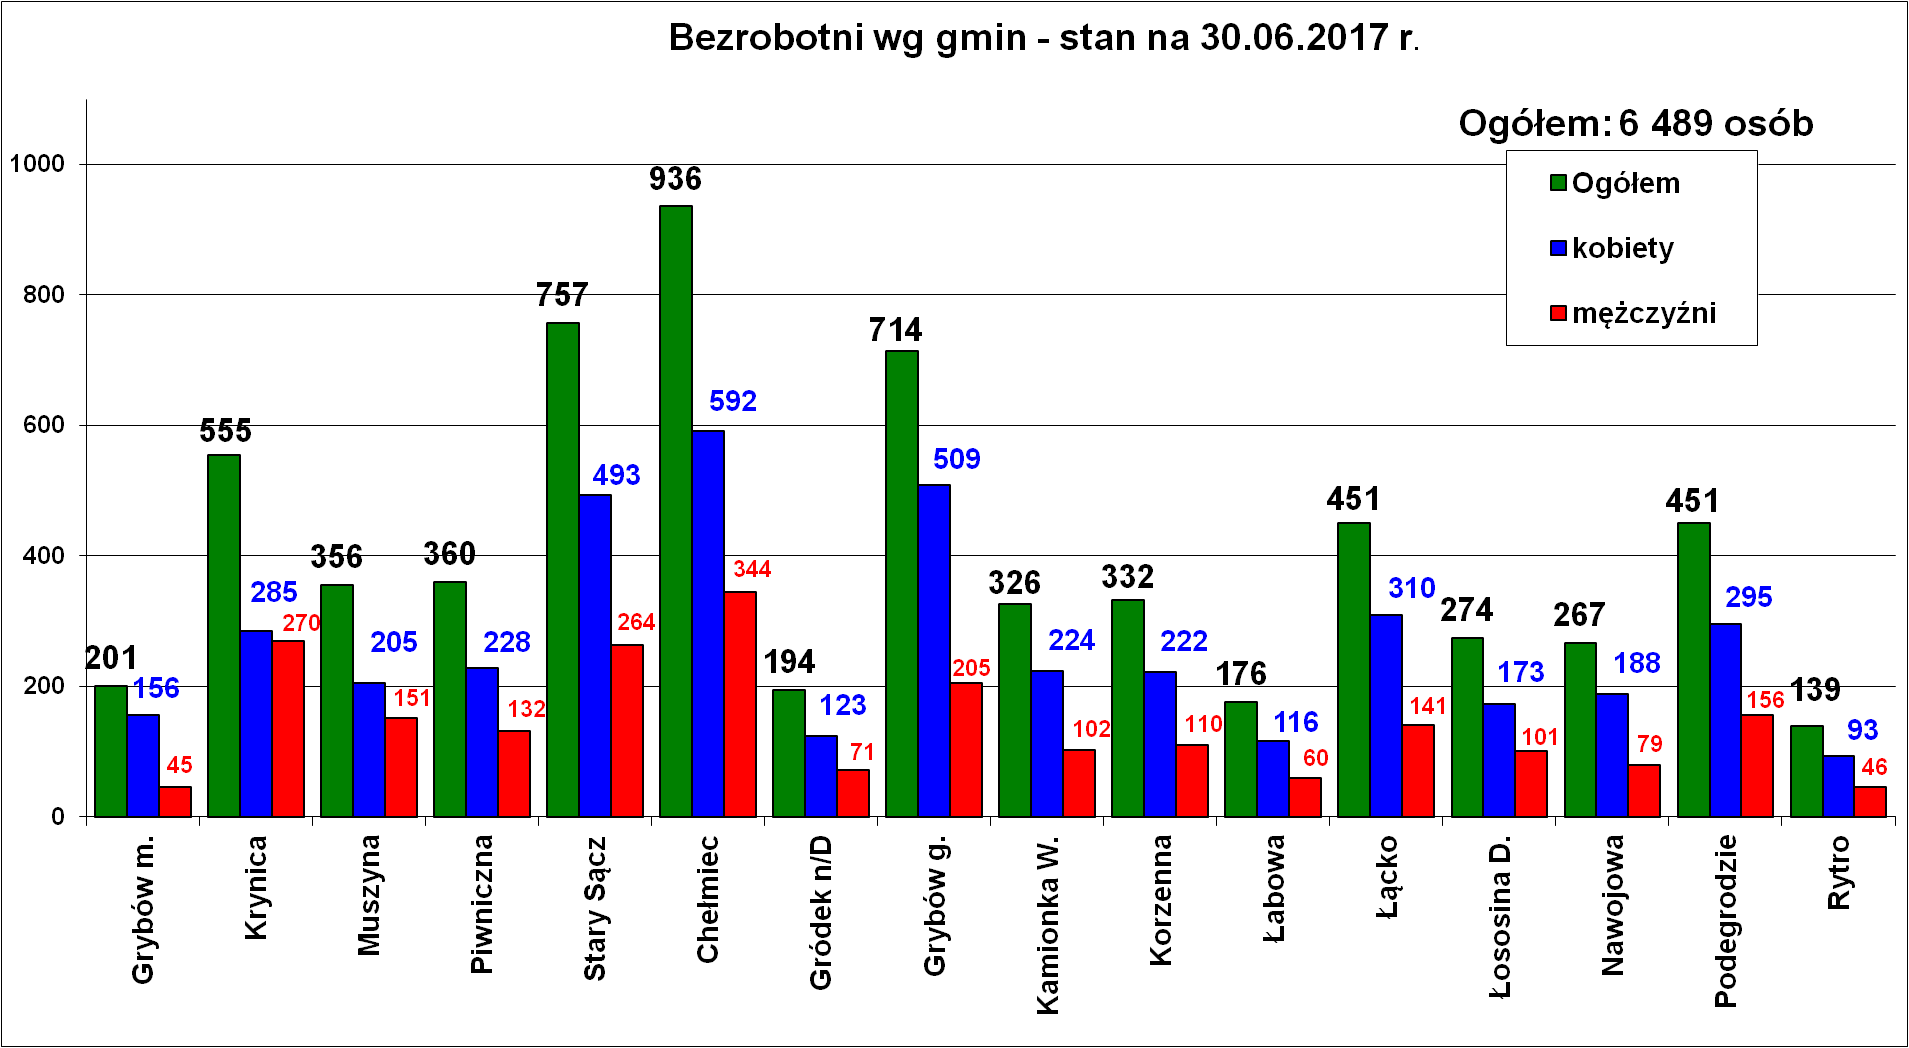 Bezrobotni wg gmin - stan na 30.06.2017 r.
Ogółem: 6 489 osób
Ogółem
kobiety
mężczyźni
1000
800
600
400
200
0
201
156
45
555
285
270
356
205
151
360
228
132
757
493
264
936
592
344
194
123
71
714
509
205
326
224
102
332
222
110
176
116
60
451
310
141
274
173
101
267
188
79
451
295
156
139
93
46
Grybów m.
Krynica
Muszyna
Piwniczna
Stary Sącz
Chełmiec
Gródek n/D
Grybów g.
Kamionka W.
Korzenna
Łabowa
Łącko
Łososina D.
Nawojowa
Podegrodzie
Rytro